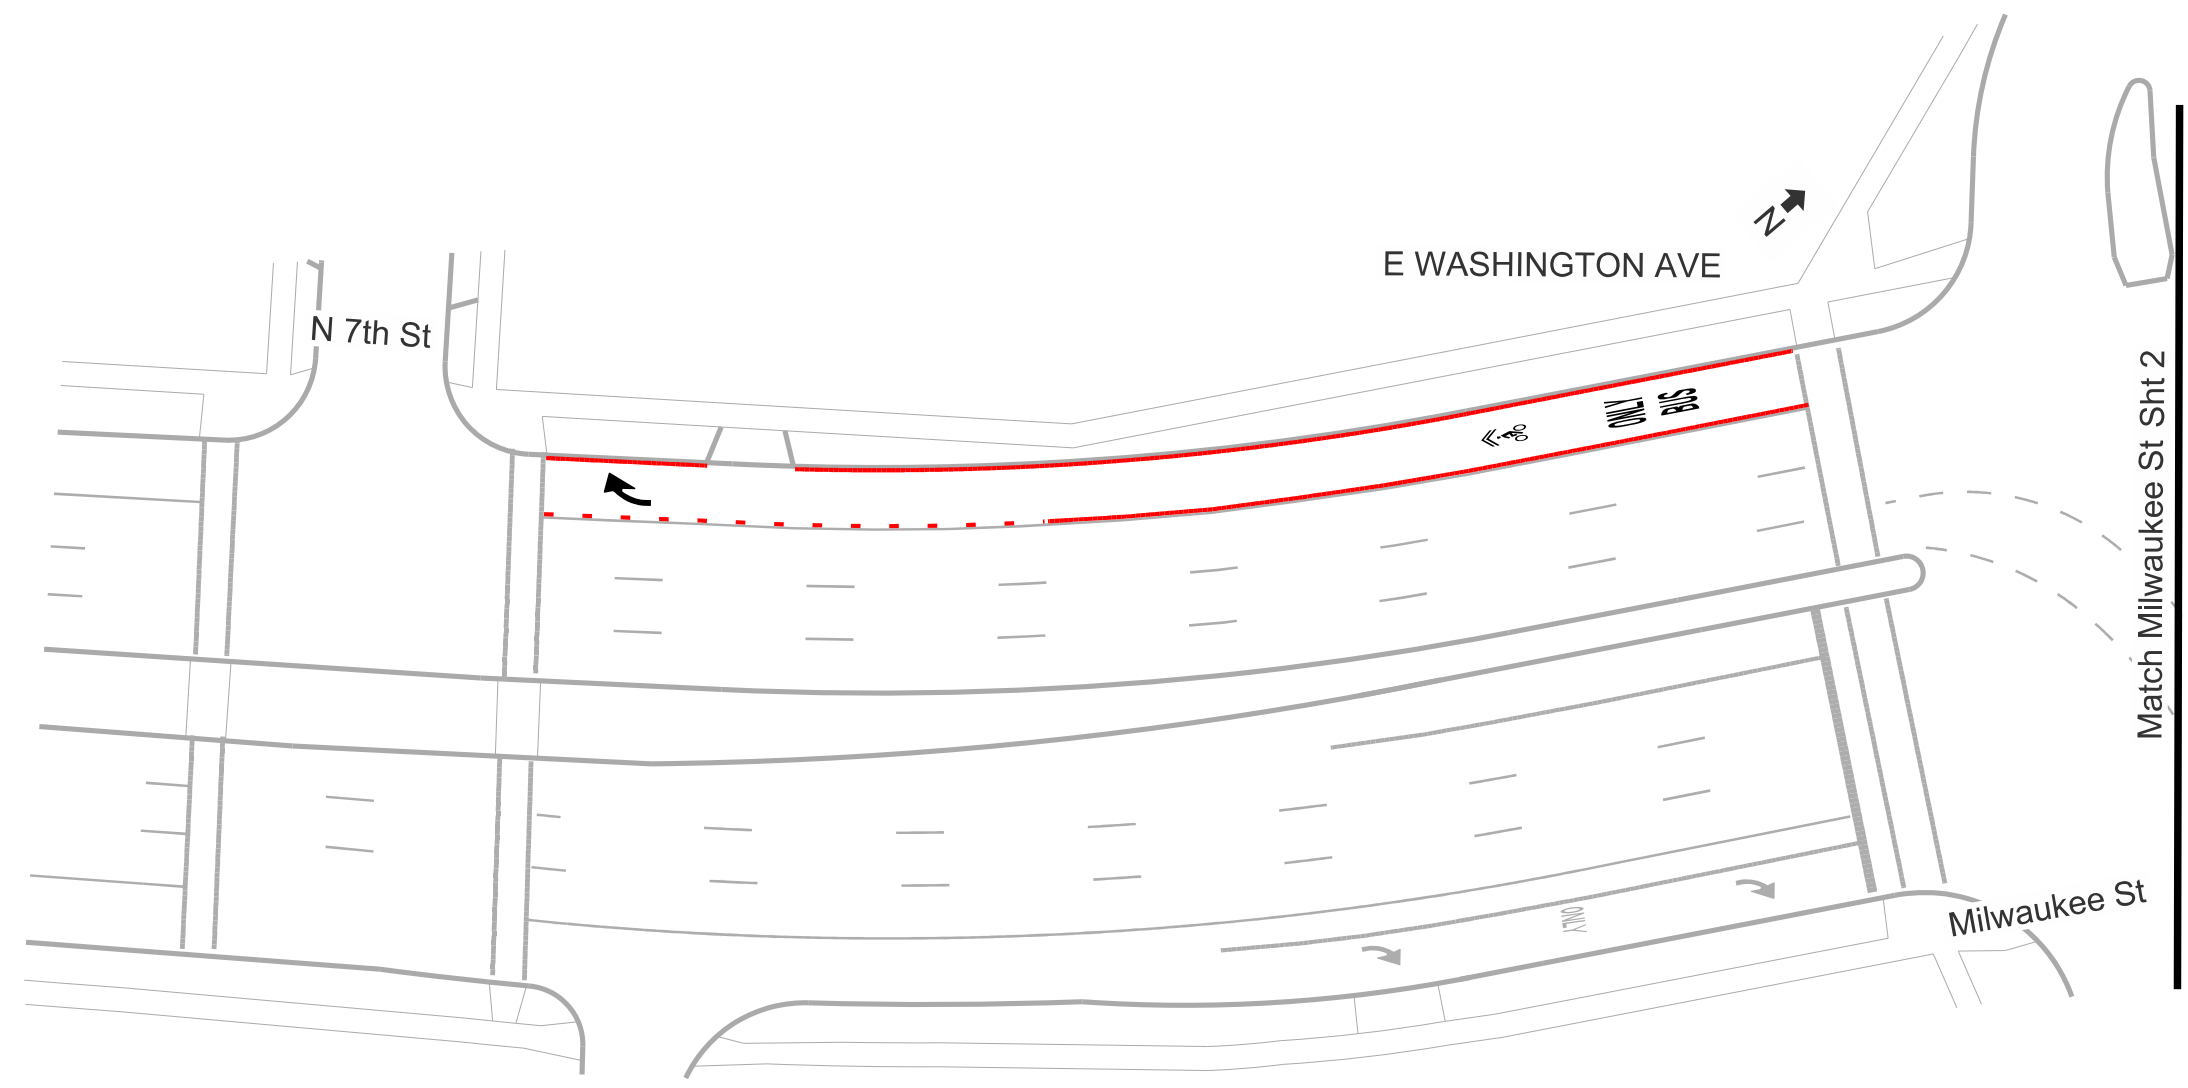 N
E WASHINGTON AVE
N 7th St
BUS
ONLY
Match Milwaukee St Sht 2
ONLY
Milwaukee St